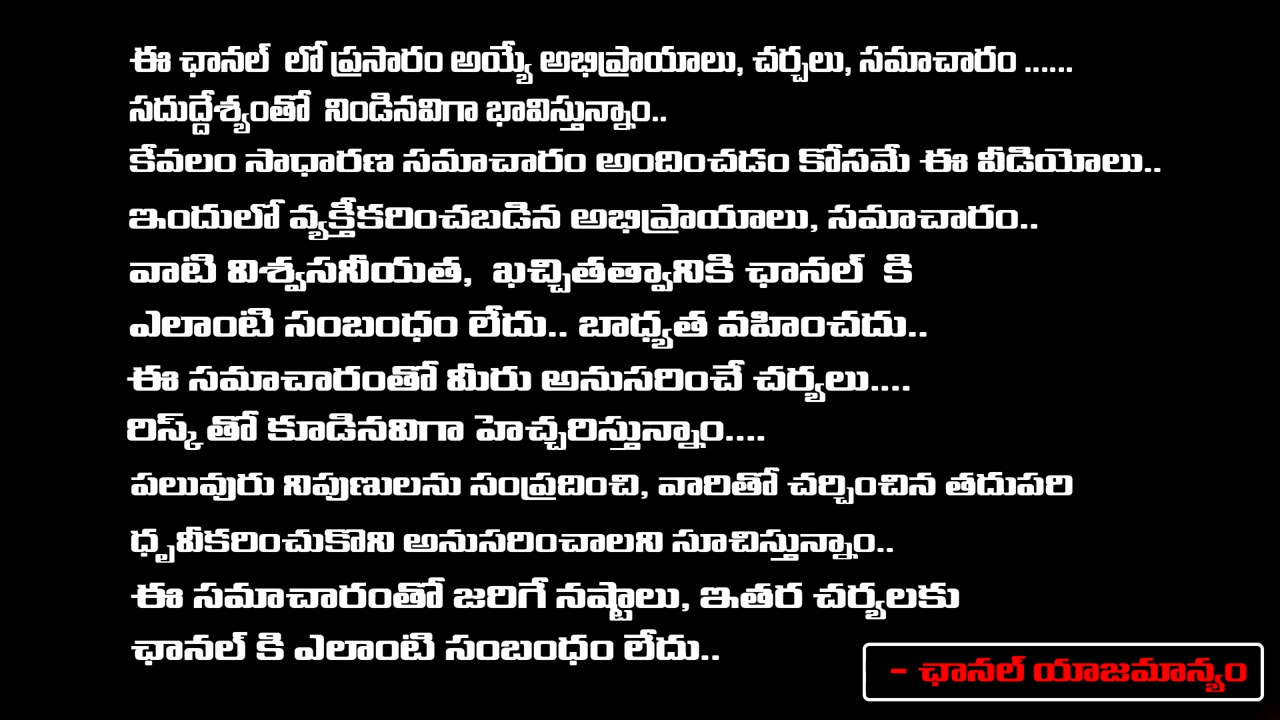 ఈ ఛానల్ లో ప్రసారం అయ్యే అభిప్రాయాలు, చర్చలు, సమాచారం ......
సదుద్దేశ్యంతో నిండినవిగా భావిస్తున్నాం..
కేవలం సాధారణ సమాచారం అందించడం కోసమే ఈ వీడియోలు..
ఇందులో వ్యక్తీకరించబడిన అభిప్రాయాలు, సమాచారం..
వాటి విశ్వసనీయత, ఖచ్చితత్వానికి ఛానల్ కి
ఎలాంటి సంబంధం లేదు.. బాధ్యత వహించదు..
ఈ సమాచారంతో మీరు అనుసరించే చర్యలు....
రిస్క్ తో కూడినవిగా హెచ్చరిస్తున్నాం....
పలువురు నిపుణులను సంప్రదించి, వారితో చర్చించిన తదుపరి
ధృవీకరించుకొని అనుసరించాలని సూచిస్తున్నాం..
ఈ సమాచారంతో జరిగే నష్టాలు, ఇతర చర్యలకు
ఛానల్ కి ఎలాంటి సంబంధం లేదు..
- ఛానల్ యాజమాన్యం